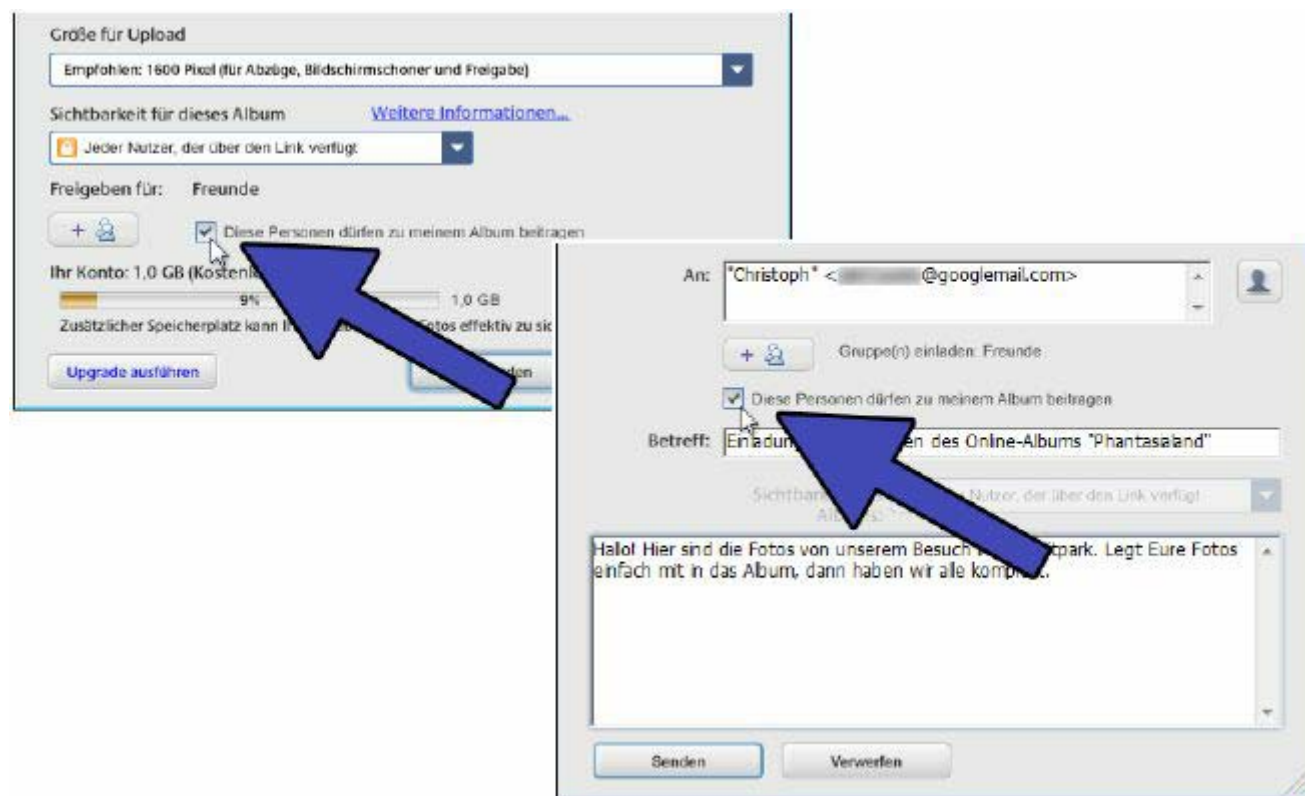 Größe für Upload
Empfohlen: 1600 Pixel (für Abzüge, Bildschirmschoner und Freigabe)
Sichtbarkeit für dieses Album Weitere Informationen...
Jeder Nutzer, der über den Link verfügt
Freigeben für: Freunde
+
Diese Personen dürfen zu meinem Album beitragen
Ihr Konto: 1,0 GB
9% 1,0 GB
Zusätzlicher Speicherplatz kann Fotos effektiv zu
Upgrade ausführen
An: "Christoph" < @googlemail.com>
+ Gruppe(n) einladen: Freunde
Diese Personen dürfen zu meinem Album beitragen
Betreff: des Online-Albums "Phantasaland"
Nutzer, der über den Link verfügt
Hallo! Hier sind die Fotos von unserem Besuch Legt Eure Fotos
einfach mit in das Album, dann haben wir alle
Senden Verwerfen